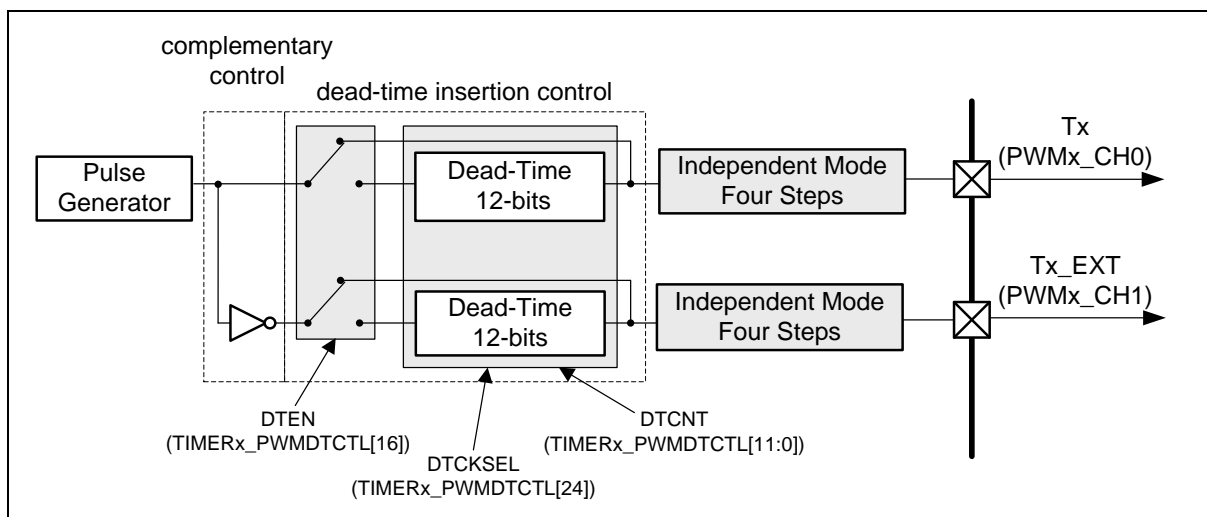 complementary
control
dead-time insertion control
Pulse
Generator
Dead-Time
12-bits
Independent Mode
Four Steps
Tx
(PWMx_CH0)
Dead-Time
12-bits
Independent Mode
Four Steps
Tx_EXT
(PWMx_CH1)
DTEN
(TIMERx_PWMDTCTL[16])
DTCKSEL
(TIMERx_PWMDTCTL[24])
DTCNT
(TIMERx_PWMDTCTL[11:0])